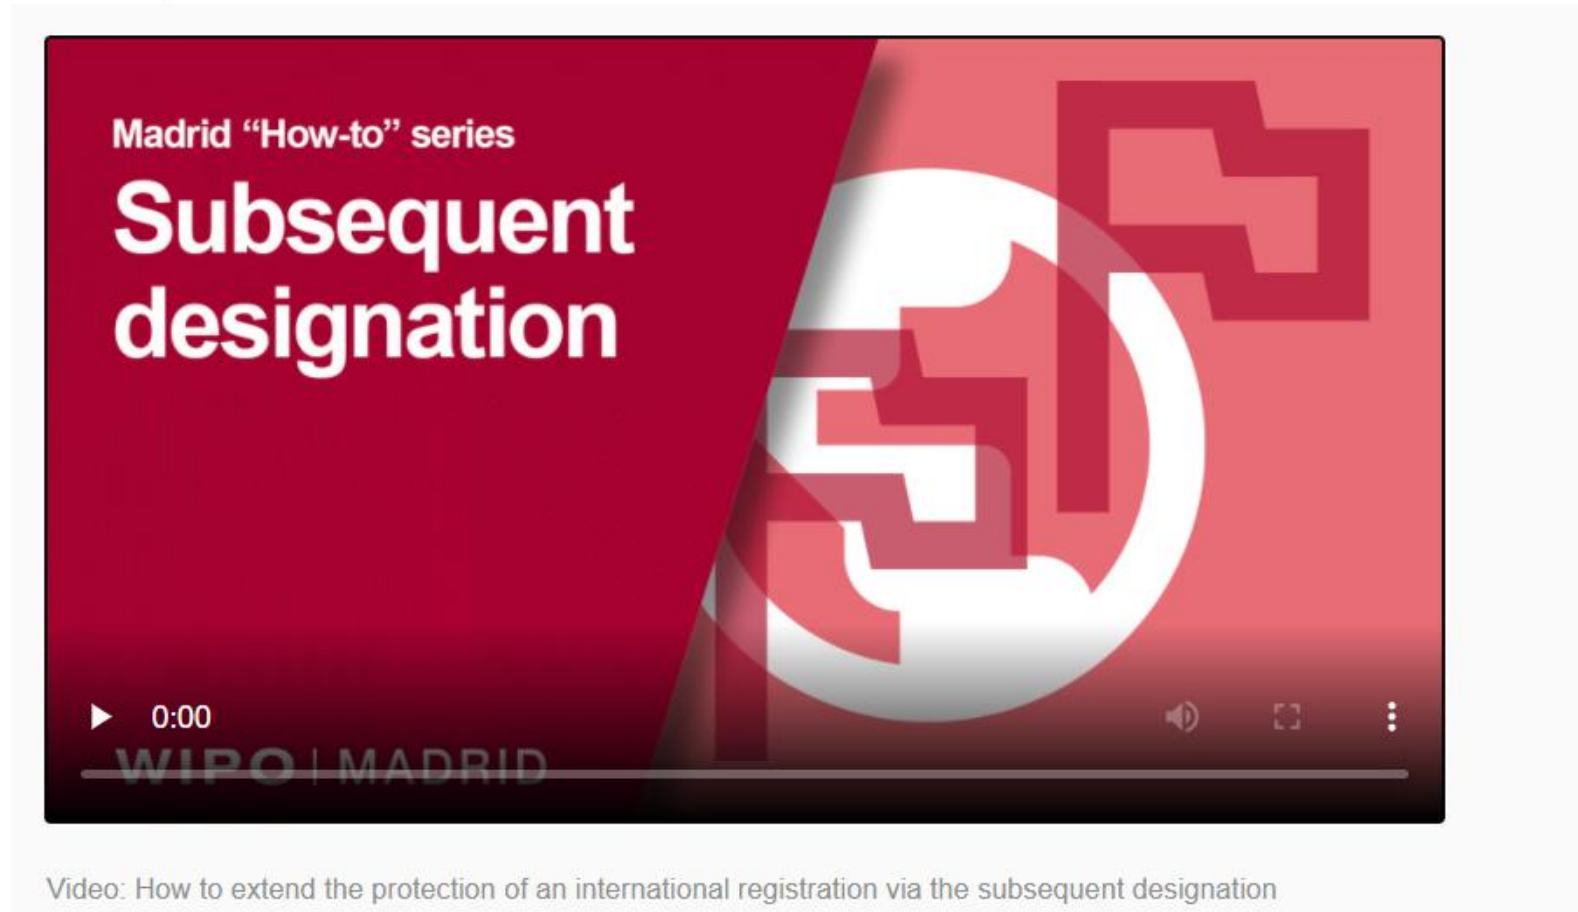 Madrid “How-to” series
Subsequent
designation
0:00
WIPO | MADRID
Video: How to extend the protection of an international registration via the subsequent designation